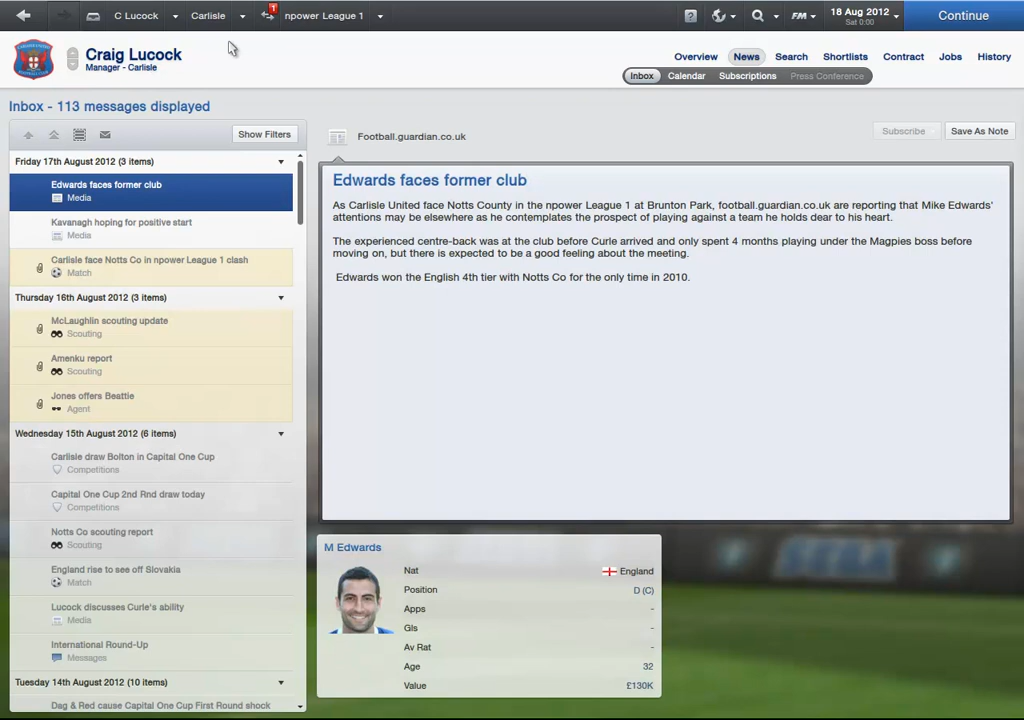 C Lucock
Carlisle
1
npower League 1
?
FM
18 Aug 2012
Sat 0:00
Continue
Craig Lucock
Manager - Carlisle
Overview
News
Search
Shortlists
Contract
Jobs
History
Inbox
Calendar
Subscriptions
Press Conference
Inbox - 113 messages displayed
Show Filters
Friday 17th August 2012 (3 items)
Edwards faces former club
Media
Kavanagh hoping for positive start
Media
Carlisle face Notts Co in npower League 1 clash
Match
Thursday 16th August 2012 (3 items)
McLaughlin scouting update
Scouting
Amenku report
Scouting
Jones offers Beattie
Agent
Wednesday 15th August 2012 (6 items)
Carlisle draw Bolton in Capital One Cup
Competitions
Capital One Cup 2nd Rnd draw today
Competitions
Notts Co scouting report
Scouting
England rise to see off Slovakia
Match
Lucock discusses Curle's ability
Media
International Round-Up
Messages
Tuesday 14th August 2012 (10 items)
Dag & Red cause Capital One Cup First Round shock
Football.guardian.co.uk
Subscribe
Save As Note
Edwards faces former club
As Carlisle United face Notts County in the npower League 1 at Brunton Park, football.guardian.co.uk are reporting that Mike Edwards'
attentions may be elsewhere as he contemplates the prospect of playing against a team he holds dear to his heart.
The experienced centre-back was at the club before Curle arrived and only spent 4 months playing under the Magpies boss before
moving on, but there is expected to be a good feeling about the meeting.
Edwards won the English 4th tier with Notts Co for the only time in 2010.
M Edwards
Nat
England
Position
D (C)
Apps
-
Gls
-
Av Rat
-
Age
32
Value
£130K
SEGA